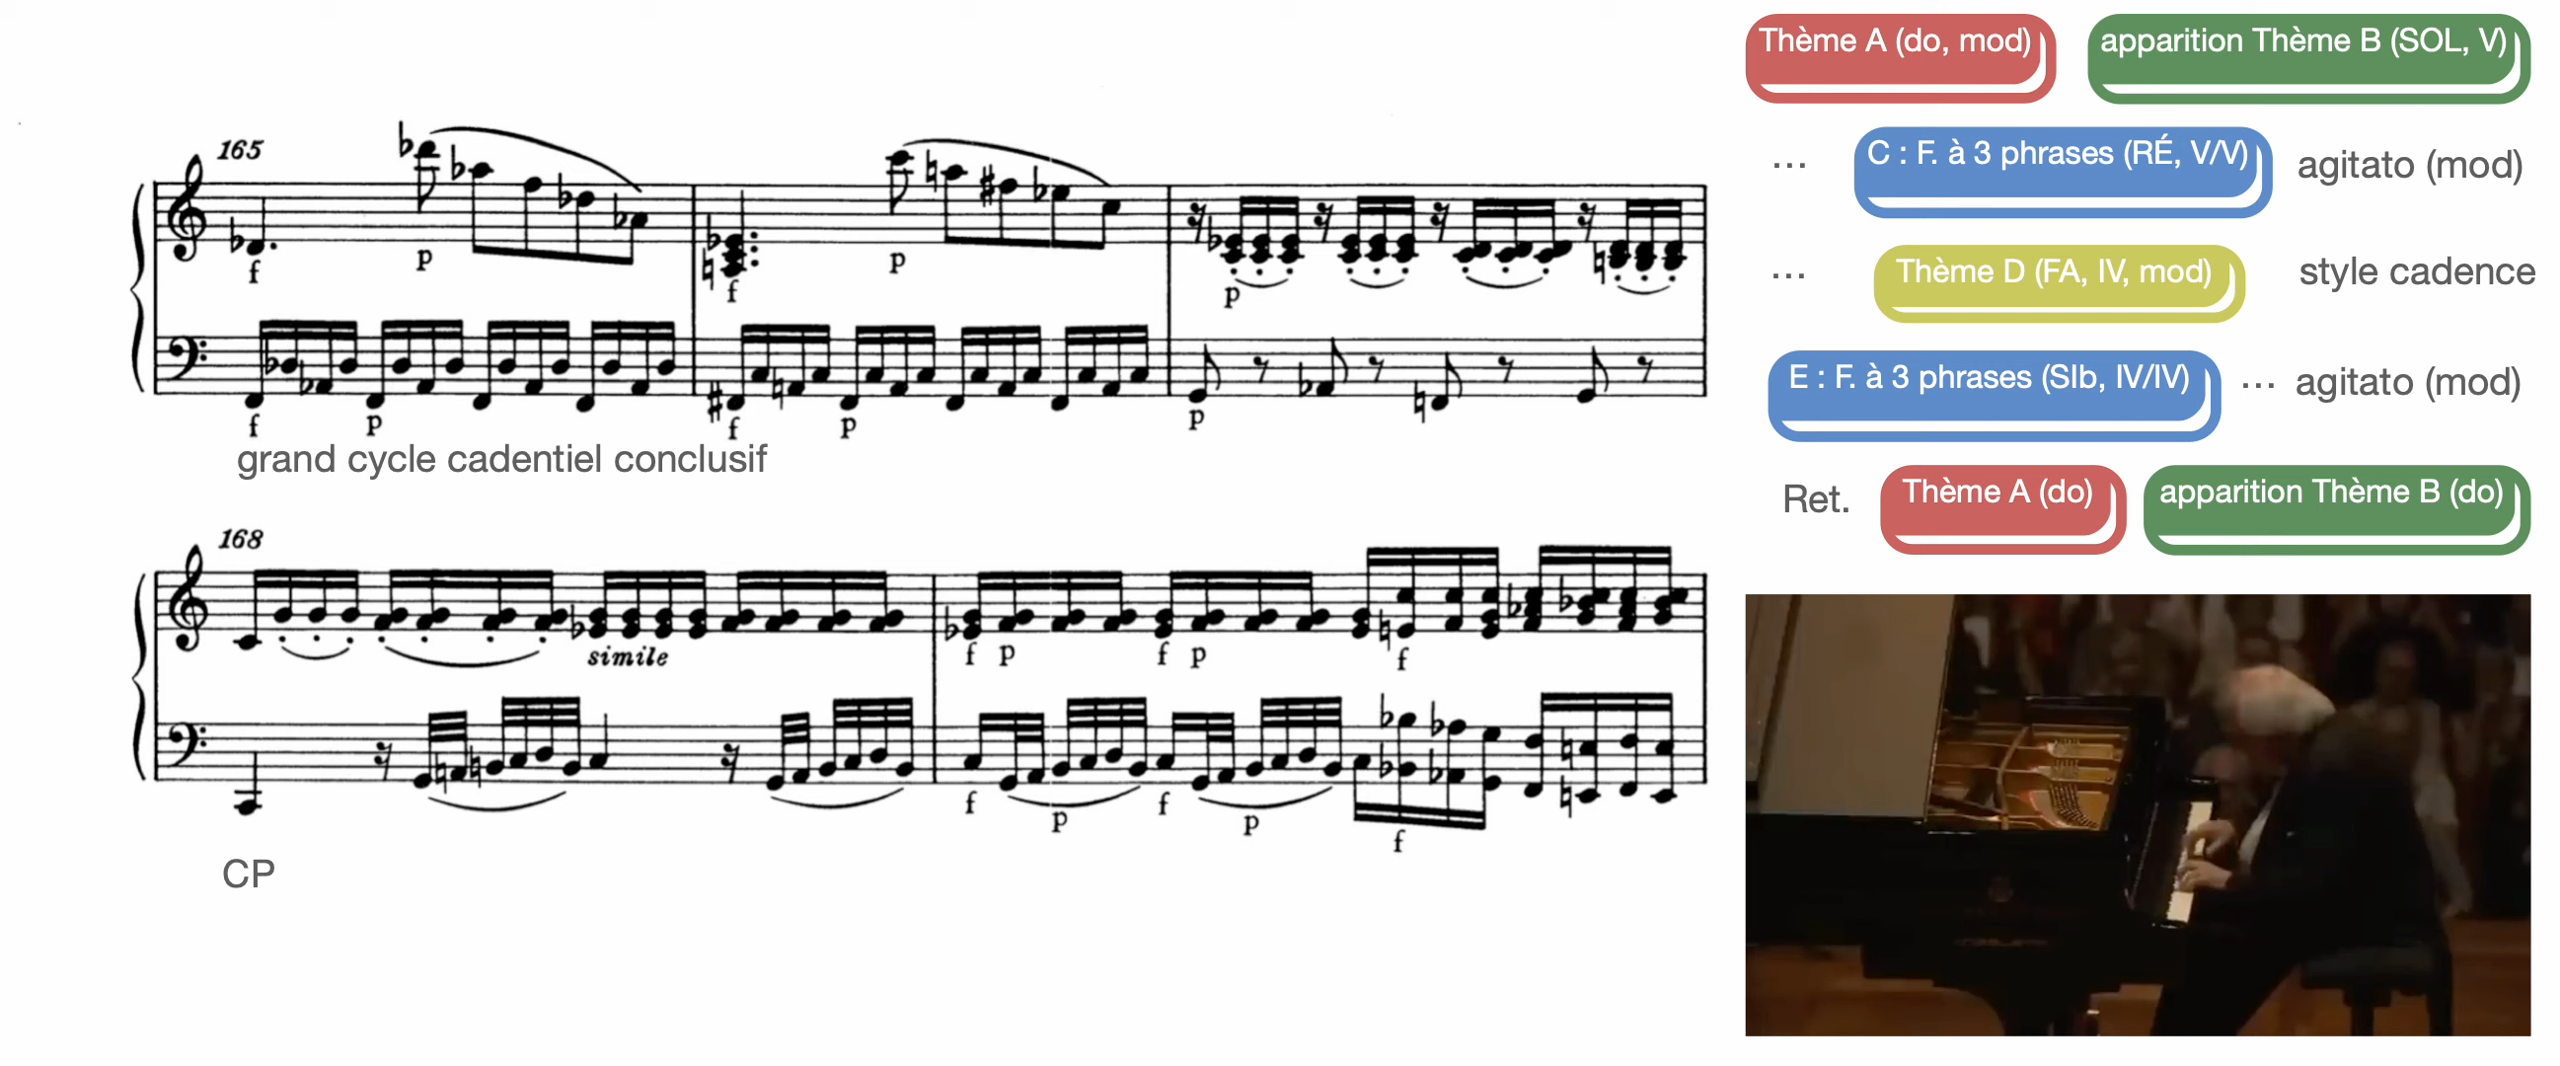 Thème A (do, mod) apparition Thème B (SOL, V)
... C : F. à 3 phrases (RÉ, V/V) agitato (mod)
... Thème D (FA, IV, mod) style cadence
E : F. à 3 phrases (SIb, IV/IV) ... agitato (mod)
Ret. Thème A (do) apparition Thème B (do)
165
f p f p p
f p f p p
grand cycle cadentiel conclusif
168
simile
f p f p f
f p f p f
CP